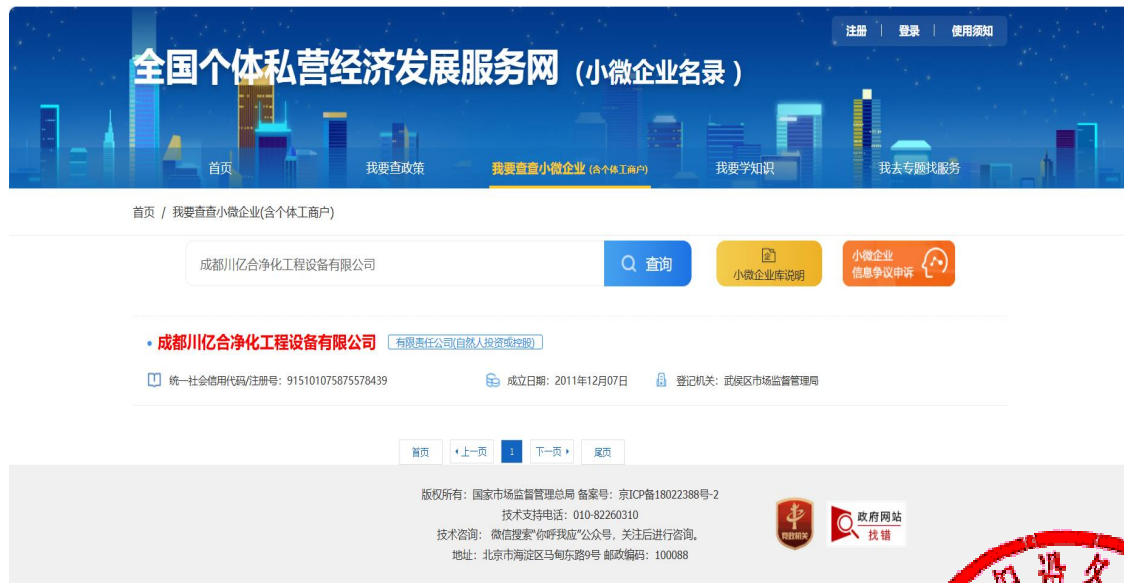 注册 | 登录 | 使用须知
全国个体私营经济发展服务网 (小微企业名录)
首页 我要查政策 我要查查小微企业 (含个体工商户) 我要学知识 我去专题找服务
首页 / 我要查查小微企业(含个体工商户)
成都川亿合净化工程设备有限公司 查询 小微企业库说明 小微企业
信息争议申诉
成都川亿合净化工程设备有限公司 有限责任公司(自然人投资或控股)
统一社会信用代码/注册号：915101075875578439 成立日期：2011年12月07日 登记机关：武侯区市场监督管理局
首页 上一页 1 下一页 尾页
版权所有：国家市场监督管理总局 备案号：京ICP备18022388号-2
技术支持电话：010-82260310
技术咨询： 微信搜索“你呼我应”公众号，关注后进行咨询。
地址：北京市海淀区马甸东路9号 邮政编码：100088
党政机关
政府网站
找错